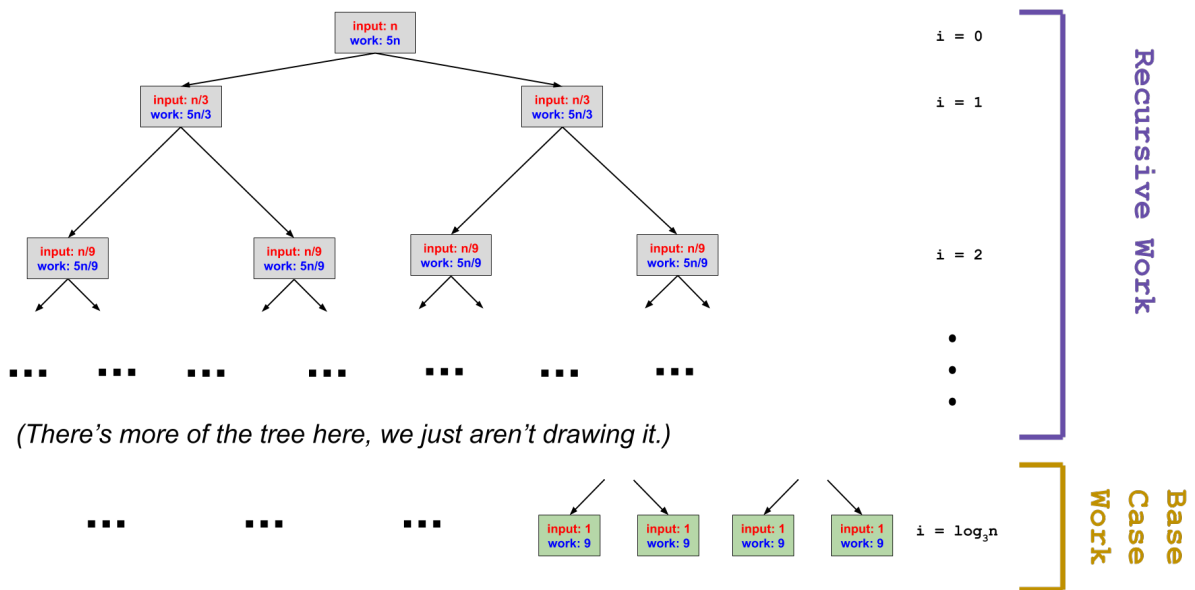 input: n
work: 5n
i = 0
input: n/3
work: 5n/3
input: n/3
work: 5n/3
i = 1
input: n/9
work: 5n/9
input: n/9
work: 5n/9
input: n/9
work: 5n/9
input: n/9
work: 5n/9
i = 2
Recursive Work
(There's more of the tree here, we just aren't drawing it.)
input: 1
work: 9
input: 1
work: 9
input: 1
work: 9
input: 1
work: 9
i = log₃n
Base
Case
Work